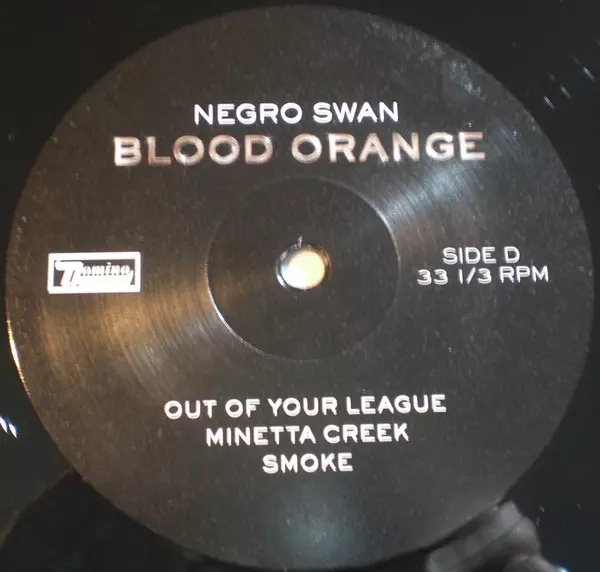 NEGRO SWAN
BLOOD ORANGE
Domino
SIDE D
33 1/3 RPM
OUT OF YOUR LEAGUE
MINETTA CREEK
SMOKE